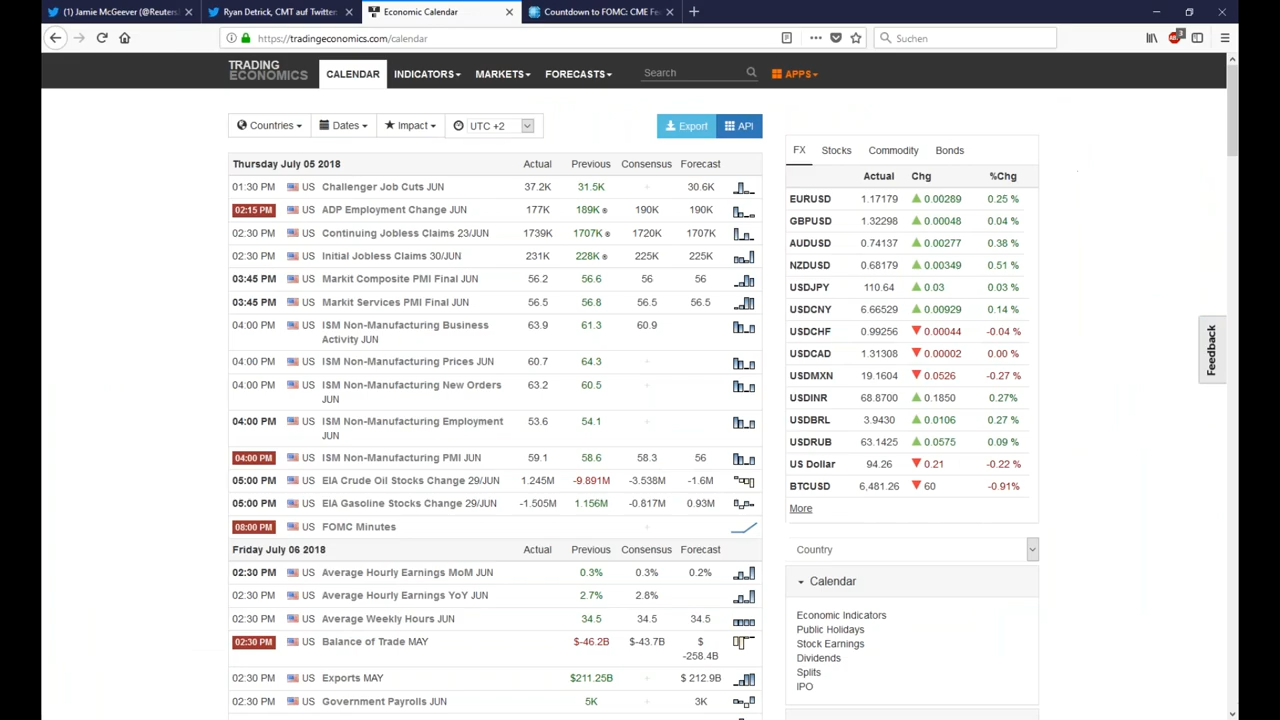 (1) Jamie McGeever (@Reuters
Ryan Detrick, CMT auf Twitter
Economic Calendar
Countdown to FOMC: CME Fe
https://tradingeconomics.com/calendar
Suchen
3
TRADING
ECONOMICS
CALENDAR
INDICATORS
MARKETS
FORECASTS
Search
APPS
Countries
Dates
Impact
UTC +2
Export
API
Thursday July 05 2018 Actual Previous Consensus Forecast
01:30 PM US Challenger Job Cuts JUN 37.2K 31.5K 30.6K
02:15 PM US ADP Employment Change JUN 177K 189K ® 190K 190K
02:30 PM US Continuing Jobless Claims 23/JUN 1739K 1707K ® 1720K 1707K
02:30 PM US Initial Jobless Claims 30/JUN 231K 228K ® 225K 225K
03:45 PM US Markit Composite PMI Final JUN 56.2 56.6 56 56
03:45 PM US Markit Services PMI Final JUN 56.5 56.8 56.5 56.5
04:00 PM US ISM Non-Manufacturing Business 63.9 61.3 60.9
Activity JUN
04:00 PM US ISM Non-Manufacturing Prices JUN 60.7 64.3
04:00 PM US ISM Non-Manufacturing New Orders 63.2 60.5
JUN
04:00 PM US ISM Non-Manufacturing Employment 53.6 54.1
JUN
04:00 PM US ISM Non-Manufacturing PMI JUN 59.1 58.6 58.3 56
05:00 PM US EIA Crude Oil Stocks Change 29/JUN 1.245M -9.891M -3.538M -1.6M
05:00 PM US EIA Gasoline Stocks Change 29/JUN -1.505M 1.156M -0.817M 0.93M
08:00 PM US FOMC Minutes
Friday July 06 2018 Actual Previous Consensus Forecast
02:30 PM US Average Hourly Earnings MoM JUN 0.3% 0.3% 0.2%
02:30 PM US Average Hourly Earnings YoY JUN 2.7% 2.8%
02:30 PM US Average Weekly Hours JUN 34.5 34.5 34.5
02:30 PM US Balance of Trade MAY $-46.2B $-43.7B $
-258.4B
02:30 PM US Exports MAY $211.25B $ 212.9B
02:30 PM US Government Payrolls JUN 5K 3K
FX Stocks Commodity Bonds
Actual Chg %Chg
EURUSD 1.17179 0.00289 0.25 %
GBPUSD 1.32298 0.00048 0.04 %
AUDUSD 0.74137 0.00277 0.38 %
NZDUSD 0.68179 0.00349 0.51 %
USDJPY 110.64 0.03 0.03 %
USDCNY 6.66529 0.00929 0.14 %
USDCHF 0.99256 0.00044 -0.04 %
USDCAD 1.31308 0.00002 0.00 %
USDMXN 19.1604 0.0526 -0.27 %
USDINR 68.8700 0.1850 0.27%
USDBRL 3.9430 0.0106 0.27 %
USDRUB 63.1425 0.0575 0.09 %
US Dollar 94.26 0.21 -0.22 %
BTCUSD 6,481.26 60 -0.91%
More
Country
Calendar
Economic Indicators
Public Holidays
Stock Earnings
Dividends
Splits
IPO
Feedback